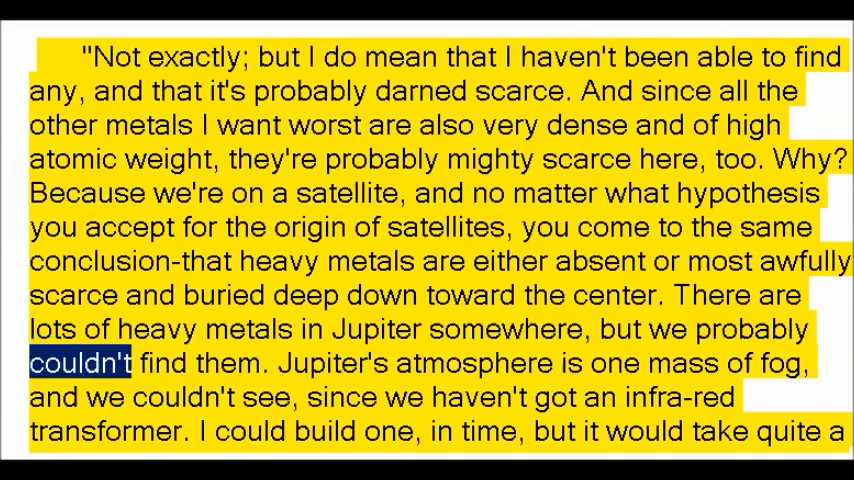 "Not exactly; but I do mean that I haven't been able to find
any, and that it's probably darned scarce. And since all the
other metals I want worst are also very dense and of high
atomic weight, they're probably mighty scarce here, too. Why?
Because we're on a satellite, and no matter what hypothesis
you accept for the origin of satellites, you come to the same
conclusion-that heavy metals are either absent or most awfully
scarce and buried deep down toward the center. There are
lots of heavy metals in Jupiter somewhere, but we probably
couldn't find them. Jupiter's atmosphere is one mass of fog,
and we couldn't see, since we haven't got an infra-red
transformer. I could build one, in time, but it would take quite a